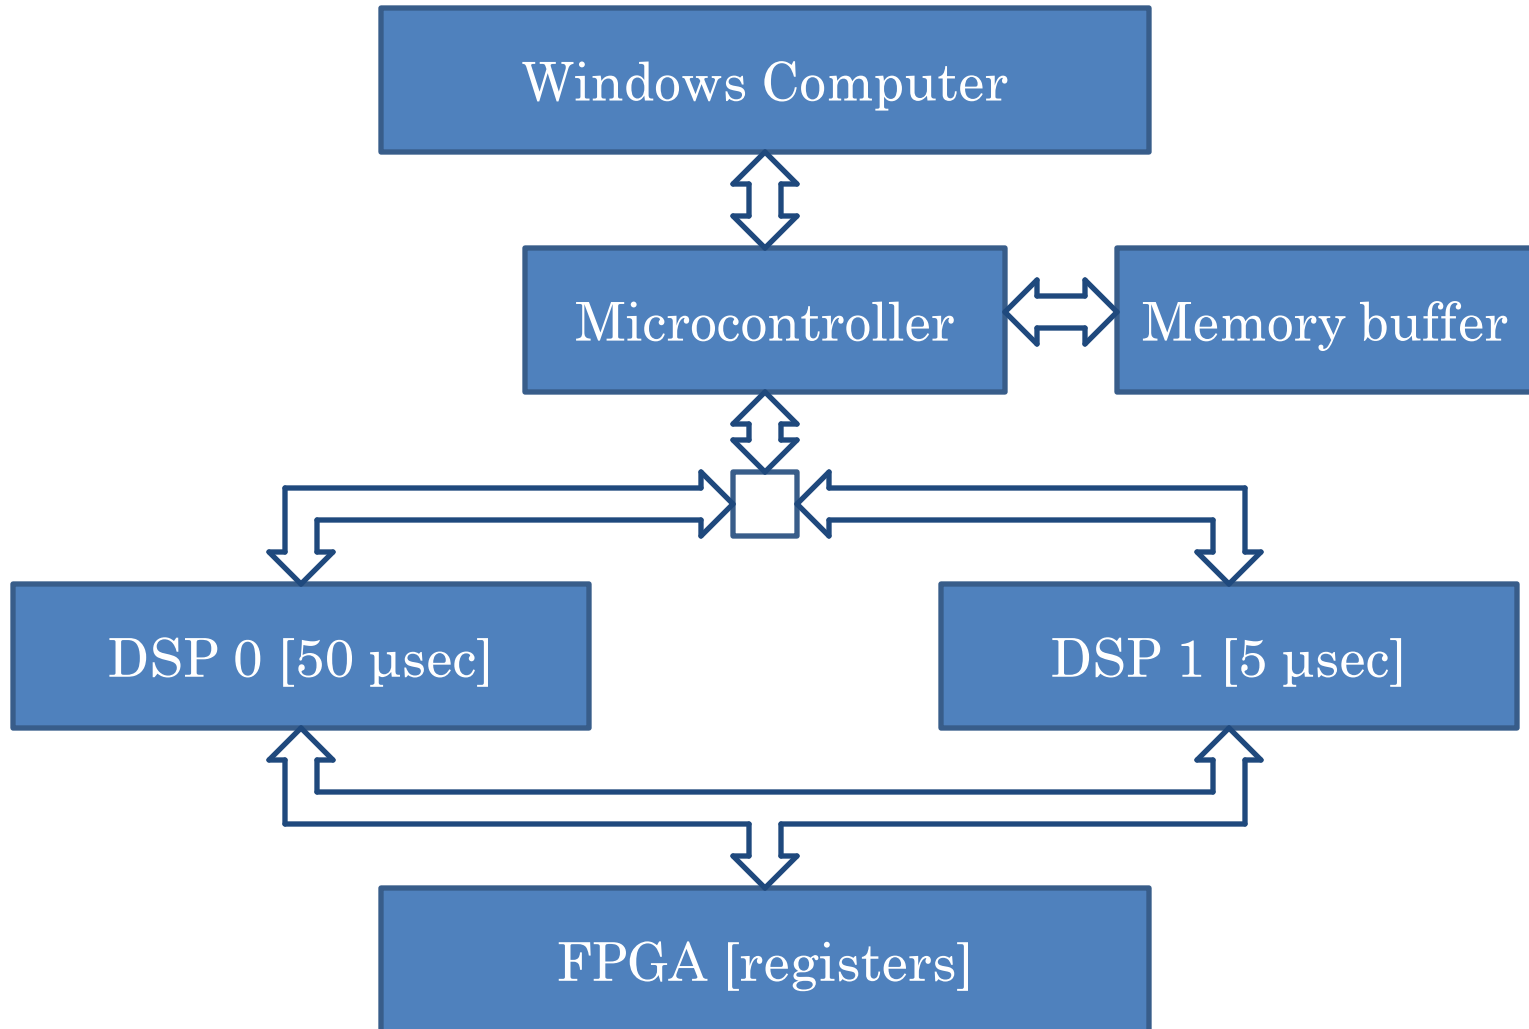 Windows Computer
Microcontroller
Memory buffer
DSP 0 [50 µsec]
DSP 1 [5 µsec]
FPGA [registers]